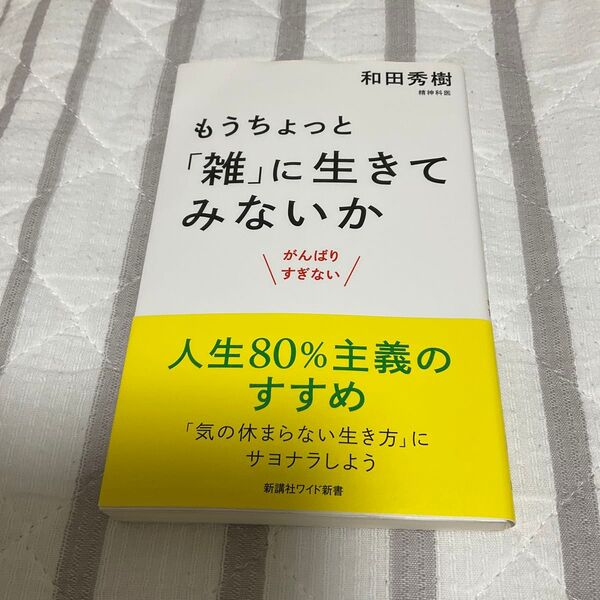 和田秀樹
精神科医
もうちょっと
「雑」に生きて
みないか
がんばり
すぎない
人生80%主義の
すすめ
「気の休まらない生き方」に
サヨナラしよう
新講社ワイド新書